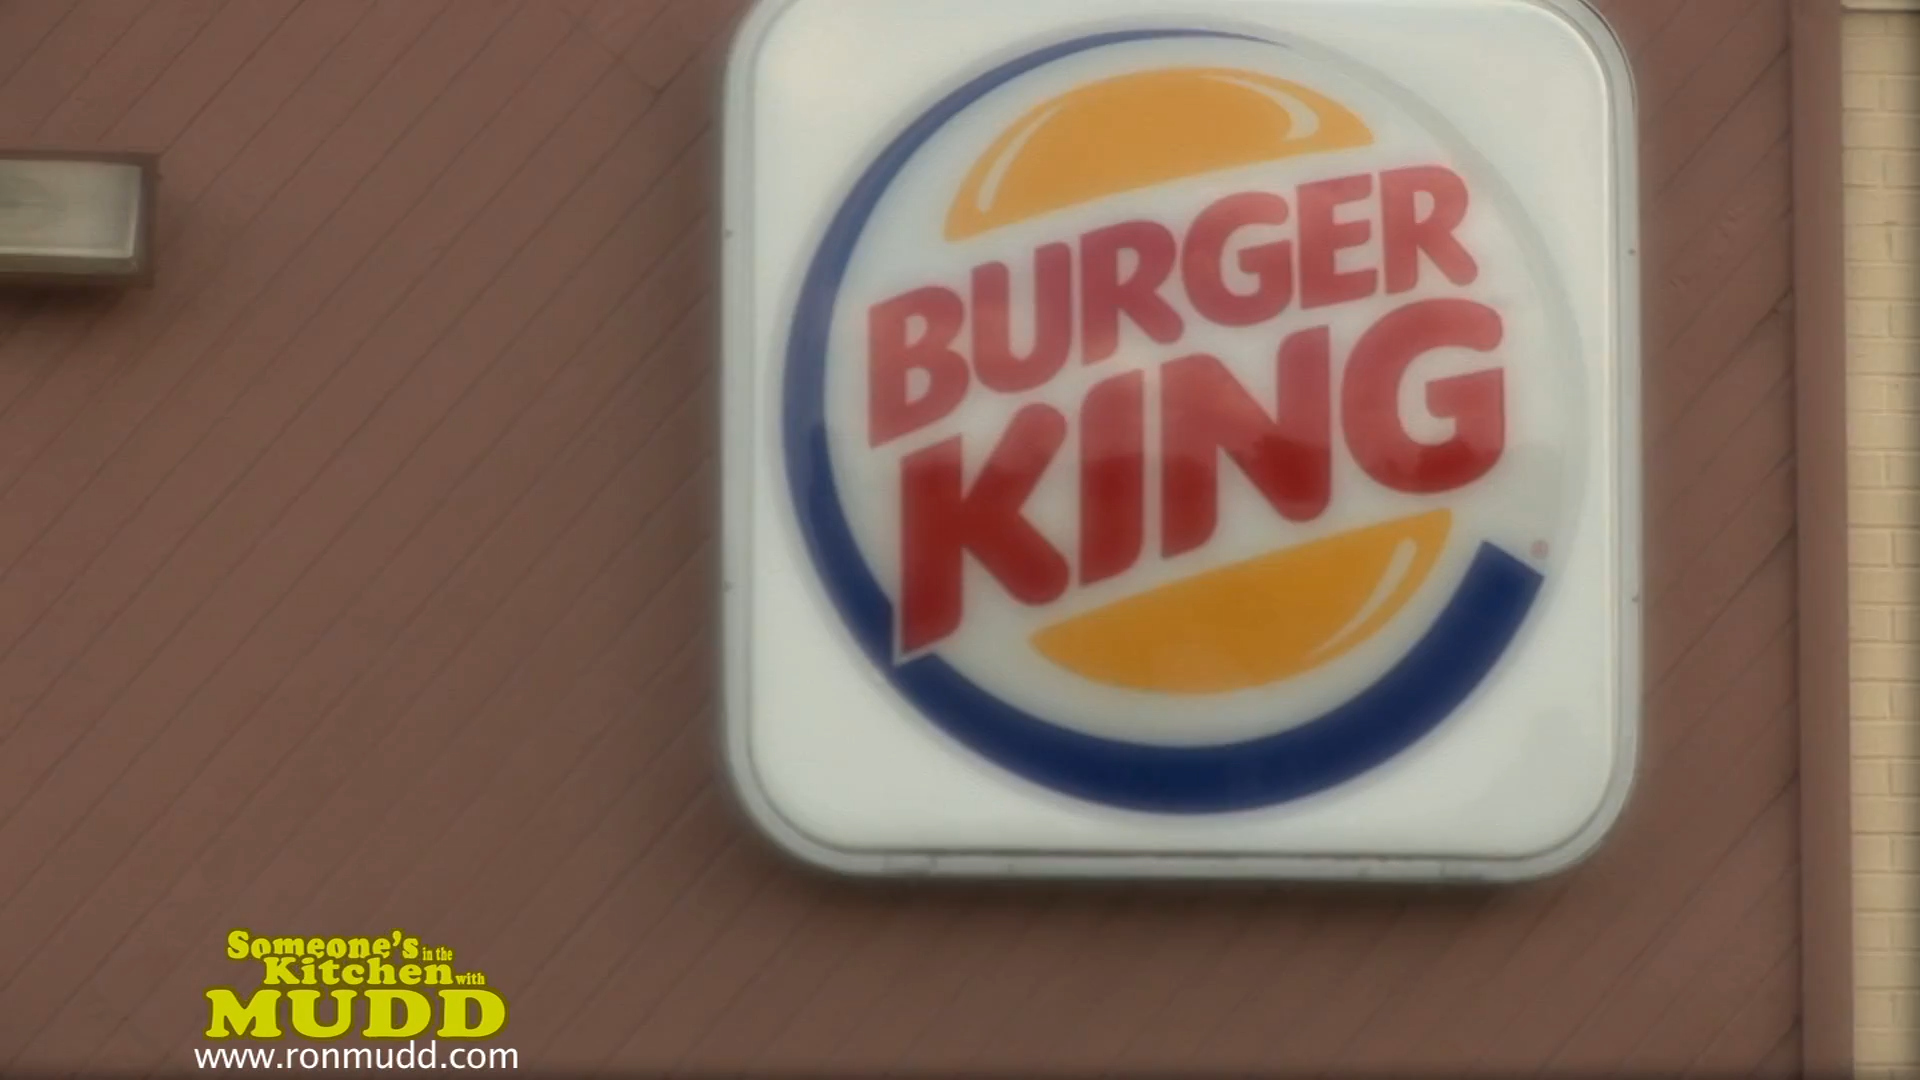 BURGER
KING
®
Someone's in the
Kitchen with
MUDD
www.ronmudd.com